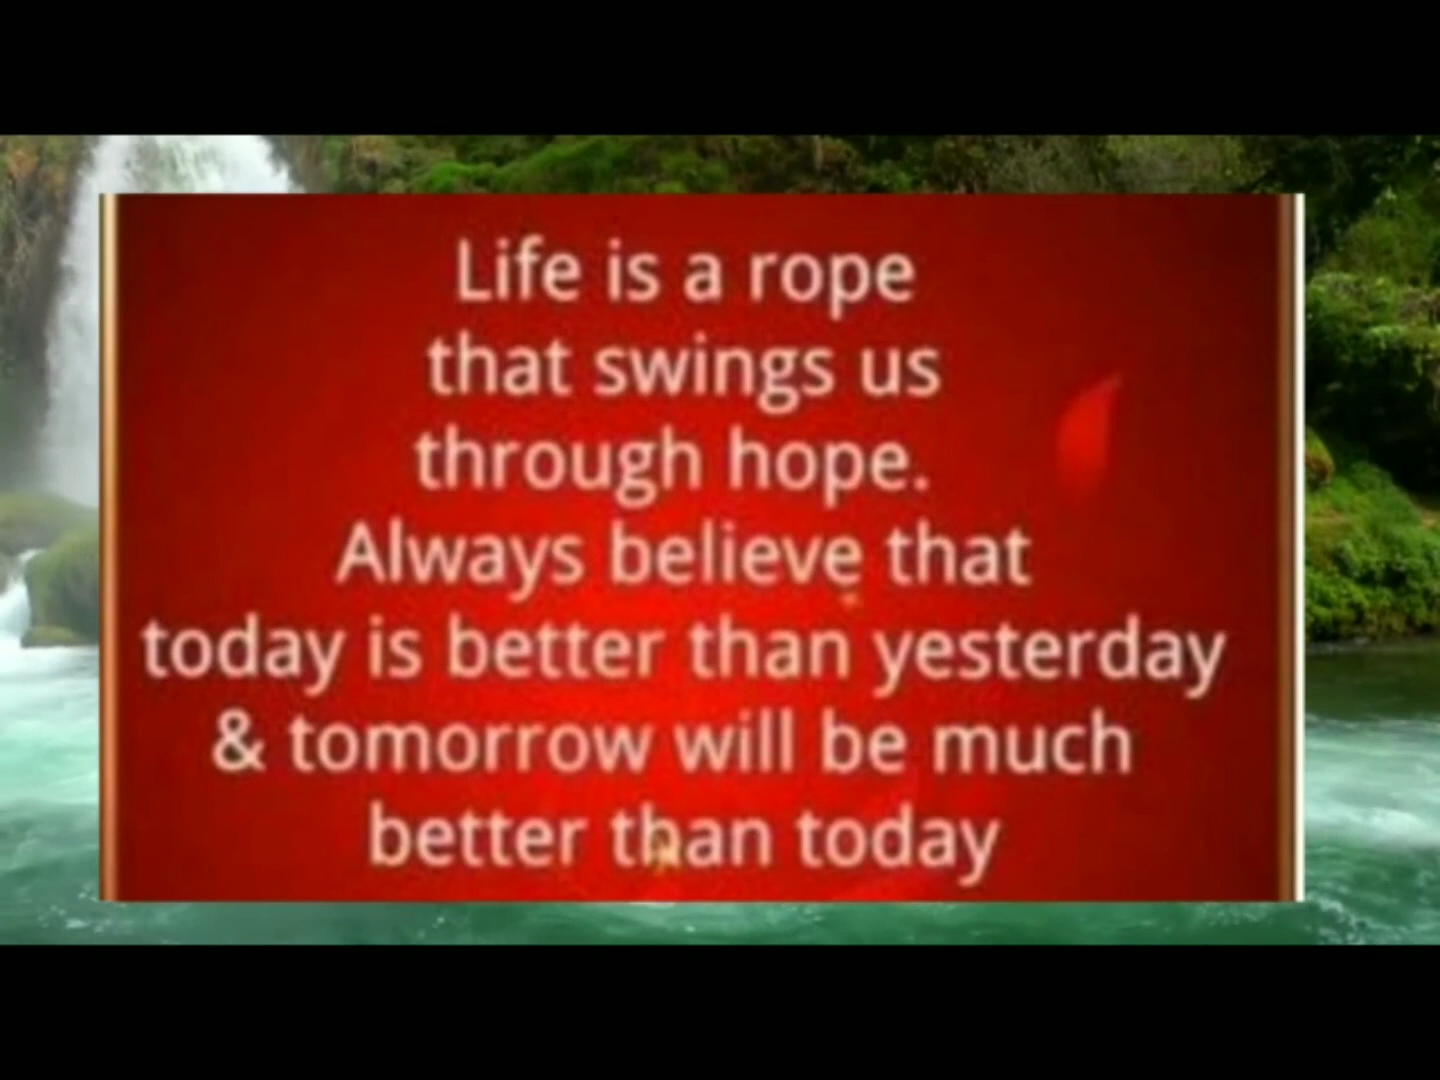 Life is a rope
that swings us
through hope.
Always believe that
today is better than yesterday
& tomorrow will be much
better than today